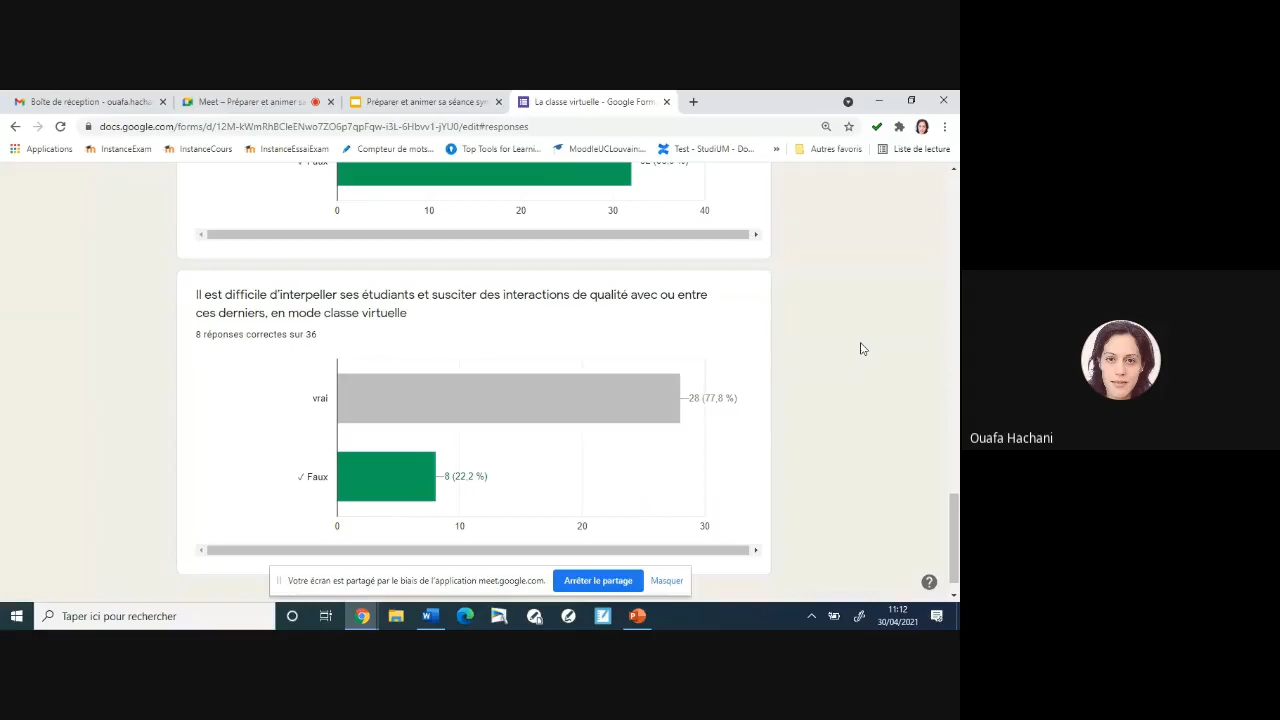 Boîte de réception - ouafa.hacha
Meet – Préparer et animer sa
Préparer et animer sa séance syn
La classe virtuelle - Google Form
docs.google.com/forms/d/12M-kWmRhBCIeENwo7ZO6p7qpFqw-i3L-6Hbvv1-jYU0/edit#responses
Applications
InstanceExam
InstanceCours
InstanceEssaiExam
Compteur de mots...
Top Tools for Learni...
MoodleUCLouvain:...
Test - StudiUM - Do...
»
Autres favoris
Liste de lecture
0 10 20 30 40
Il est difficile d'interpeller ses étudiants et susciter des interactions de qualité avec ou entre
ces derniers, en mode classe virtuelle
8 réponses correctes sur 36
vrai
28 (77,8 %)
✓ Faux
8 (22,2 %)
0 10 20 30
Votre écran est partagé par le biais de l'application meet.google.com.
Arrêter le partage
Masquer
Taper ici pour rechercher
11:12
30/04/2021
Ouafa Hachani